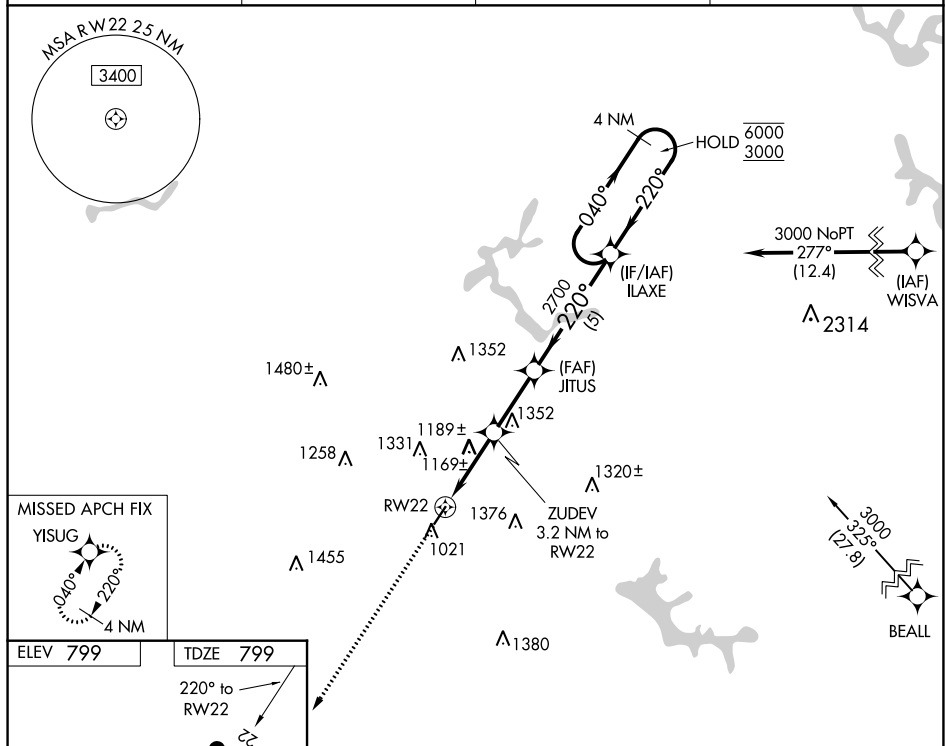 MSA RW22 25 NM
3400
4 NM
HOLD
6000
3000
040°
220°
3000 NoPT
277°
(12.4)
(IAF)
WISVA
(IF/IAF)
ILAXE
2700
220°
(5)
2314
1352
(FAF)
JITUS
1480±
1352
1189±
1331
1258
1169±
1320±
RW22
1376
ZUDEV
3.2 NM to
RW22
1021
1455
3000
325°
(27.8)
BEALL
1380
MISSED APCH FIX
YISUG
040°
220°
4 NM
ELEV 799
TDZE 799
220° to
RW22
22